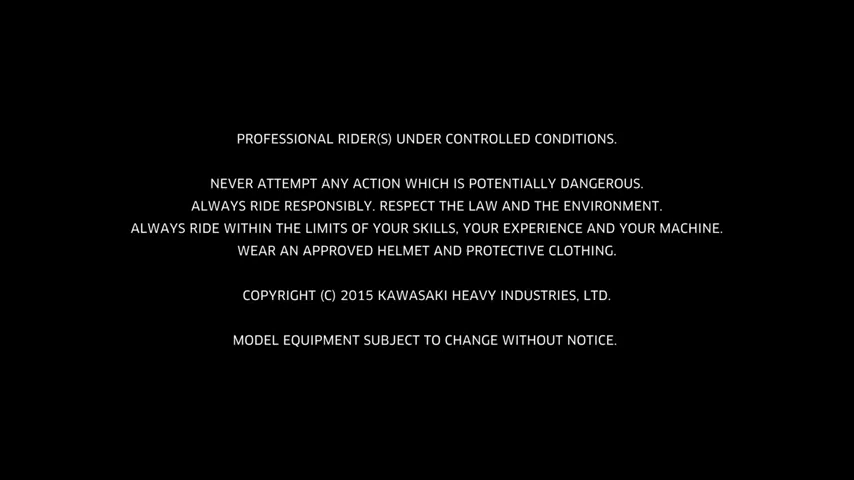 PROFESSIONAL RIDER(S) UNDER CONTROLLED CONDITIONS.
NEVER ATTEMPT ANY ACTION WHICH IS POTENTIALLY DANGEROUS.
ALWAYS RIDE RESPONSIBLY. RESPECT THE LAW AND THE ENVIRONMENT.
ALWAYS RIDE WITHIN THE LIMITS OF YOUR SKILLS, YOUR EXPERIENCE AND YOUR MACHINE.
WEAR AN APPROVED HELMET AND PROTECTIVE CLOTHING.
COPYRIGHT (C) 2015 KAWASAKI HEAVY INDUSTRIES, LTD.
MODEL EQUIPMENT SUBJECT TO CHANGE WITHOUT NOTICE.